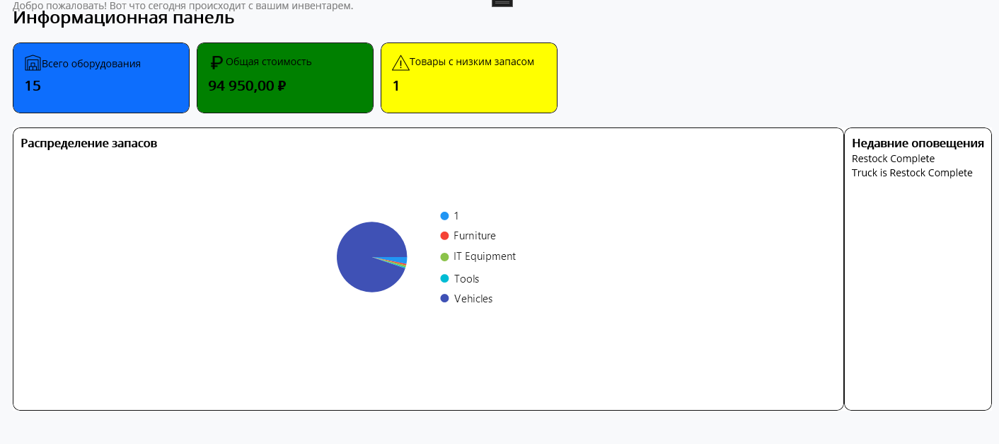 Добро пожаловать! Вот что сегодня происходит с вашим инвентарем.
Информационная панель
Всего оборудования
15
₽ Общая стоимость
94 950,00 ₽
Товары с низким запасом
1
Распределение запасов
1
Furniture
IT Equipment
Tools
Vehicles
Недавние оповещения
Restock Complete
Truck is Restock Complete